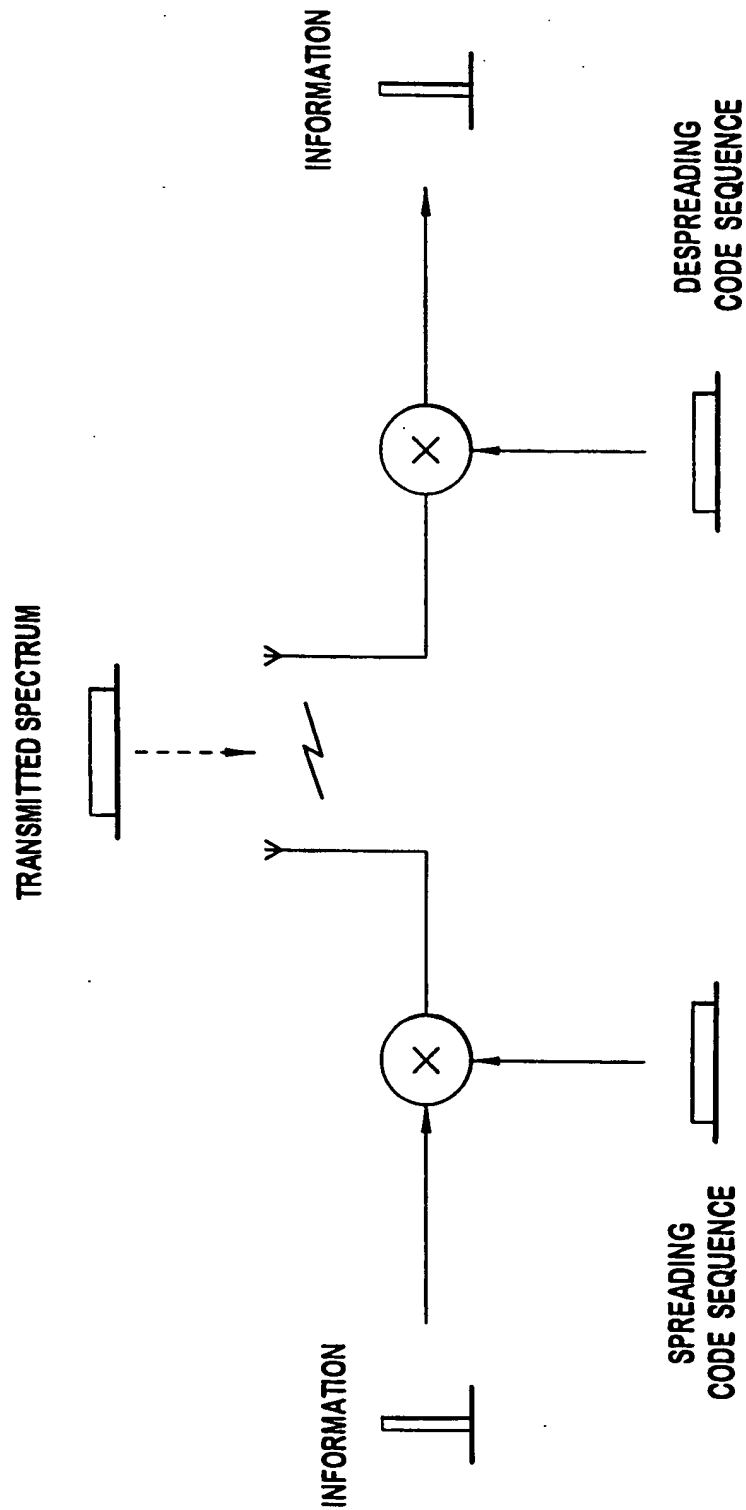 TRANSMITTED SPECTRUM
INFORMATION
INFORMATION
SPREADING
CODE SEQUENCE
DESPREADING
CODE SEQUENCE